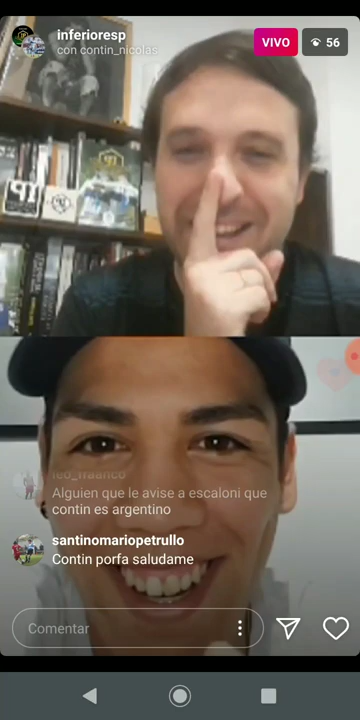 inferioresp
con contin_nicolas
VIVO
56
leo_fraanco
Alguien que le avise a escaloni que
contin es argentino
santinomariopetrullo
Contin porfa saludame
Comentar